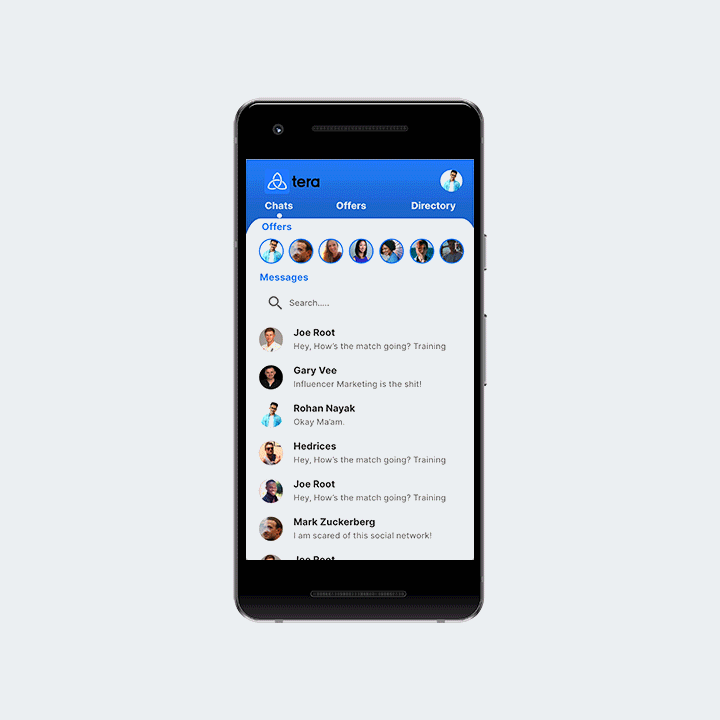 tera
Chats Offers Directory
Offers
Messages
Search.....
Joe Root
Hey, How's the match going? Training
Gary Vee
Influencer Marketing is the shit!
Rohan Nayak
Okay Ma'am.
Hedrices
Hey, How's the match going? Training
Joe Root
Hey, How's the match going? Training
Mark Zuckerberg
I am scared of this social network!
Joe Root